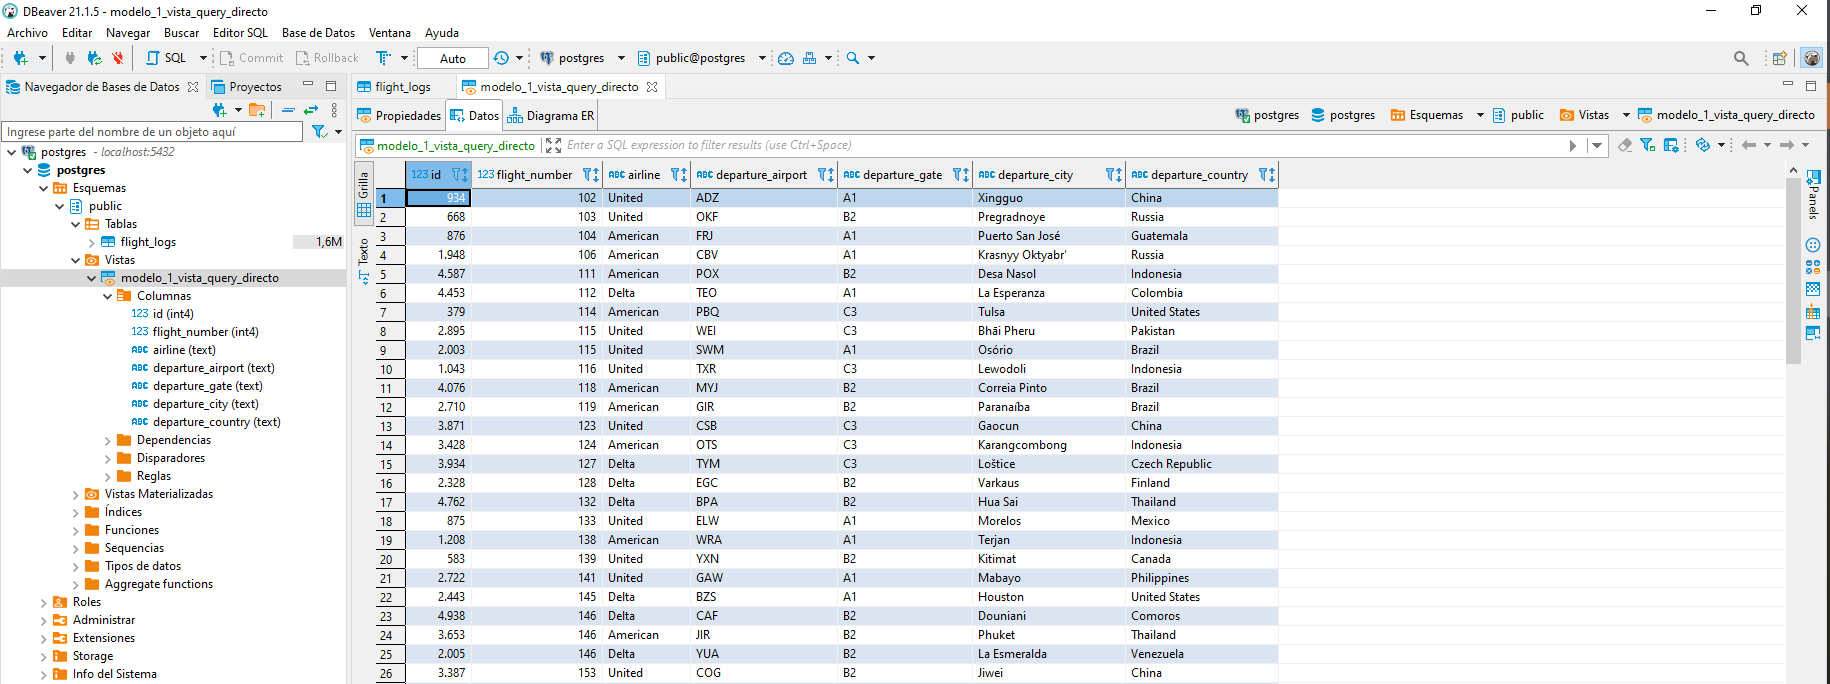 DBeaver 21.1.5 - modelo_1_vista_query_directo
Archivo Editar Navegar Buscar Editor SQL Base de Datos Ventana Ayuda
SQL Commit Rollback Auto postgres public@postgres
Navegador de Bases de Datos Proyectos
flight_logs modelo_1_vista_query_directo
Propiedades Datos Diagrama ER
postgres postgres Esquemas public Vistas modelo_1_vista_query_directo
Ingrese parte del nombre de un objeto aquí
postgres - localhost:5432
postgres
Esquemas
public
Tablas
flight_logs 1,6M
Vistas
modelo_1_vista_query_directo
Columnas
123 id (int4)
123 flight_number (int4)
ABC airline (text)
ABC departure_airport (text)
ABC departure_gate (text)
ABC departure_city (text)
ABC departure_country (text)
Dependencias
Disparadores
Reglas
Vistas Materializadas
Índices
Funciones
Sequencias
Tipos de datos
Aggregate functions
Roles
Administrar
Extensiones
Storage
Info del Sistema
modelo_1_vista_query_directo Enter a SQL expression to filter results (use Ctrl+Space)
Grilla
Texto
123 id 123 flight_number ABC airline ABC departure_airport ABC departure_gate ABC departure_city ABC departure_country
1 934 102 United ADZ A1 Xingguo China
2 668 103 United OKF B2 Pregradnoye Russia
3 876 104 American FRJ A1 Puerto San José Guatemala
4 1.948 106 American CBV A1 Krasnyy Oktyabr' Russia
5 4.587 111 American POX B2 Desa Nasol Indonesia
6 4.453 112 Delta TEO A1 La Esperanza Colombia
7 379 114 American PBQ C3 Tulsa United States
8 2.895 115 United WEI C3 Bhāi Pheru Pakistan
9 2.003 115 United SWM A1 Osório Brazil
10 1.043 116 United TXR C3 Lewodoli Indonesia
11 4.076 118 American MYJ B2 Correia Pinto Brazil
12 2.710 119 American GIR B2 Paranaíba Brazil
13 3.871 123 United CSB C3 Gaocun China
14 3.428 124 American OTS C3 Karangcombong Indonesia
15 3.934 127 Delta TYM C3 Loštice Czech Republic
16 2.328 128 Delta EGC B2 Varkaus Finland
17 4.762 132 Delta BPA B2 Hua Sai Thailand
18 875 133 United ELW A1 Morelos Mexico
19 1.208 138 American WRA A1 Terjan Indonesia
20 583 139 United YXN B2 Kitimat Canada
21 2.722 141 United GAW A1 Mabayo Philippines
22 2.443 145 Delta BZS A1 Houston United States
23 4.938 146 Delta CAF B2 Douniani Comoros
24 3.653 146 American JIR B2 Phuket Thailand
25 2.005 146 Delta YUA B2 La Esmeralda Venezuela
26 3.387 153 United COG B2 Jiwei China
Panels